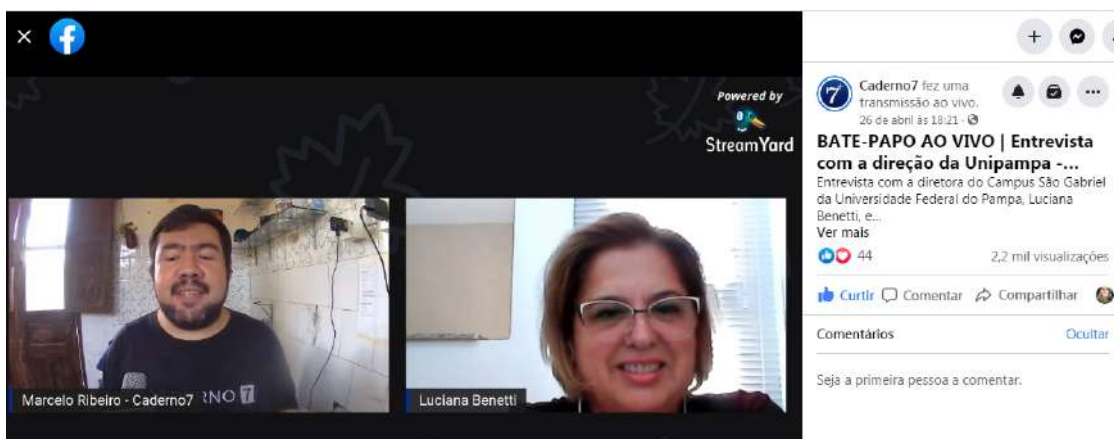 Powered by
StreamYard
Marcelo Ribeiro - Caderno7
RNO 7
Luciana Benetti
7
Caderno7 fez uma
transmissão ao vivo.
26 de abril às 18:21 ·
BATE-PAPO AO VIVO | Entrevista
com a direção da Unipampa -...
Entrevista com a diretora do Campus São Gabriel
da Universidade Federal do Pampa, Luciana
Benetti, e...
Ver mais
44 2,2 mil visualizações
Curtir Comentar Compartilhar
Comentários Ocultar
Seja a primeira pessoa a comentar.